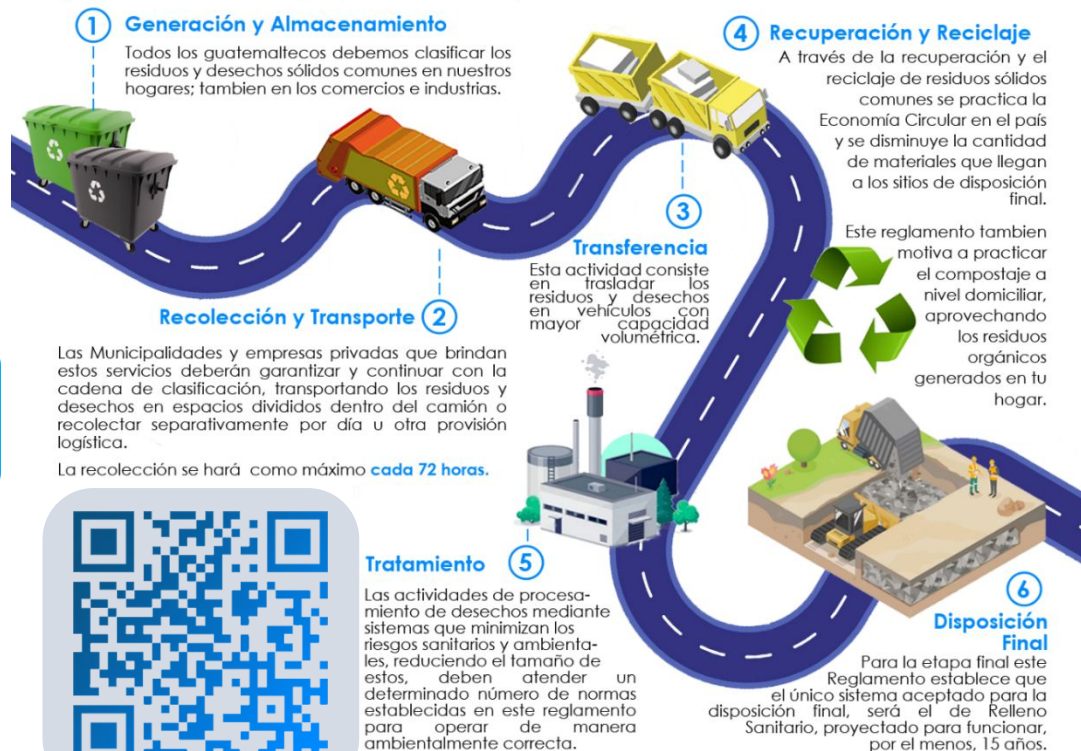 1 Generación y Almacenamiento
Todos los guatemaltecos debemos clasificar los
residuos y desechos sólidos comunes en nuestros
hogares; tambien en los comercios e industrias.
Recolección y Transporte 2
Las Municipalidades y empresas privadas que brindan
estos servicios deberán garantizar y continuar con la
cadena de clasificación, transportando los residuos y
desechos en espacios divididos dentro del camión o
recolectar separativamente por día u otra provisión
logística.
La recolección se hará como máximo cada 72 horas.
3
Transferencia
Esta actividad consiste
en trasladar los
residuos y desechos
en vehículos con
mayor capacidad
volumétrica.
4 Recuperación y Reciclaje
A través de la recuperación y el
reciclaje de residuos sólidos
comunes se practica la
Economía Circular en el país
y se disminuye la cantidad
de materiales que llegan
a los sitios de disposición
final.
Este reglamento tambien
motiva a practicar
el compostaje a
nivel domiciliar,
aprovechando
los residuos
orgánicos
generados en tu
hogar.
Tratamiento 5
Las actividades de procesa-
miento de desechos mediante
sistemas que minimizan los
riesgos sanitarios y ambienta-
les, reduciendo el tamaño de
estos, deben atender un
determinado número de normas
establecidas en este reglamento
para operar de manera
ambientalmente correcta.
6
Disposición
Final
Para la etapa final este
Reglamento establece que
el único sistema aceptado para la
disposición final, será el de Relleno
Sanitario, proyectado para funcionar,
por el menos, 15 años.